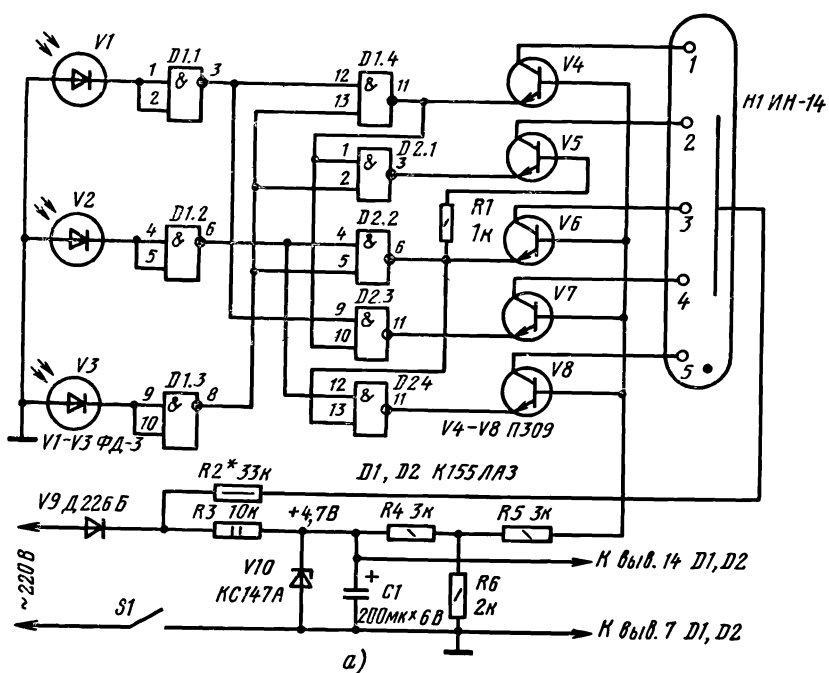 V1
D1.1
1
2
&
3
D1.4
12
13
&
11
V4
1
Н1 ИН-14
D2.1
1
2
&
3
V5
2
V2
D1.2
4
5
&
6
D2.2
4
5
&
6
R1
1к
V6
3
D2.3
9
10
&
11
V7
4
V3
D1.3
9
10
&
8
D24
12
13
&
11
V8
5
V1-V3 ФД-3
V4-V8 П309
D1, D2 К155ЛА3
R2* 33к
V9 Д226Б
R3 10к
+4,7В
R4 3к
R5 3к
К выв. 14 D1, D2
~220В
V10
КС147А
+
C1
200мк×6В
R6
2к
S1
К выв. 7 D1, D2
а)